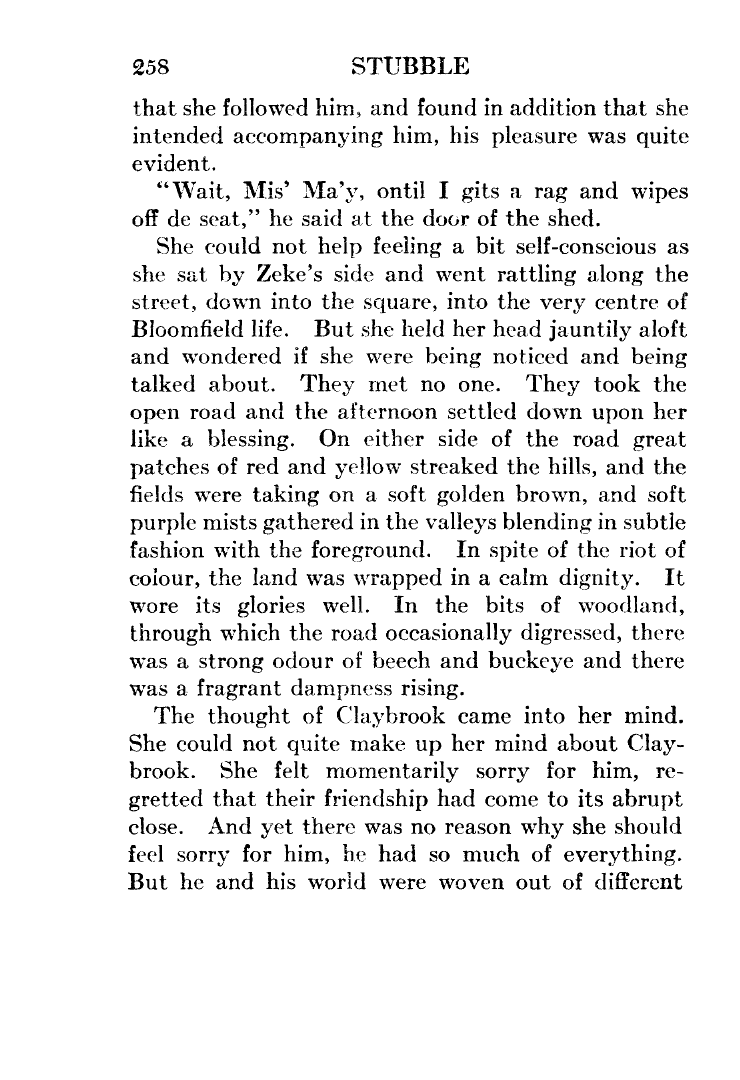 258 STUBBLE
that she followed him, and found in addition that she
intended accompanying him, his pleasure was quite
evident.
“Wait, Mis’ Ma’y, ontil I gits a rag and wipes
off de seat,” he said at the door of the shed.
She could not help feeling a bit self-conscious as
she sat by Zeke’s side and went rattling along the
street, down into the square, into the very centre of
Bloomfield life. But she held her head jauntily aloft
and wondered if she were being noticed and being
talked about. They met no one. They took the
open road and the afternoon settled down upon her
like a blessing. On either side of the road great
patches of red and yellow streaked the hills, and the
fields were taking on a soft golden brown, and soft
purple mists gathered in the valleys blending in subtle
fashion with the foreground. In spite of the riot of
colour, the land was wrapped in a calm dignity. It
wore its glories well. In the bits of woodland,
through which the road occasionally digressed, there
was a strong odour of beech and buckeye and there
was a fragrant dampness rising.
The thought of Claybrook came into her mind.
She could not quite make up her mind about Clay-
brook. She felt momentarily sorry for him, re-
gretted that their friendship had come to its abrupt
close. And yet there was no reason why she should
feel sorry for him, he had so much of everything.
But he and his world were woven out of different